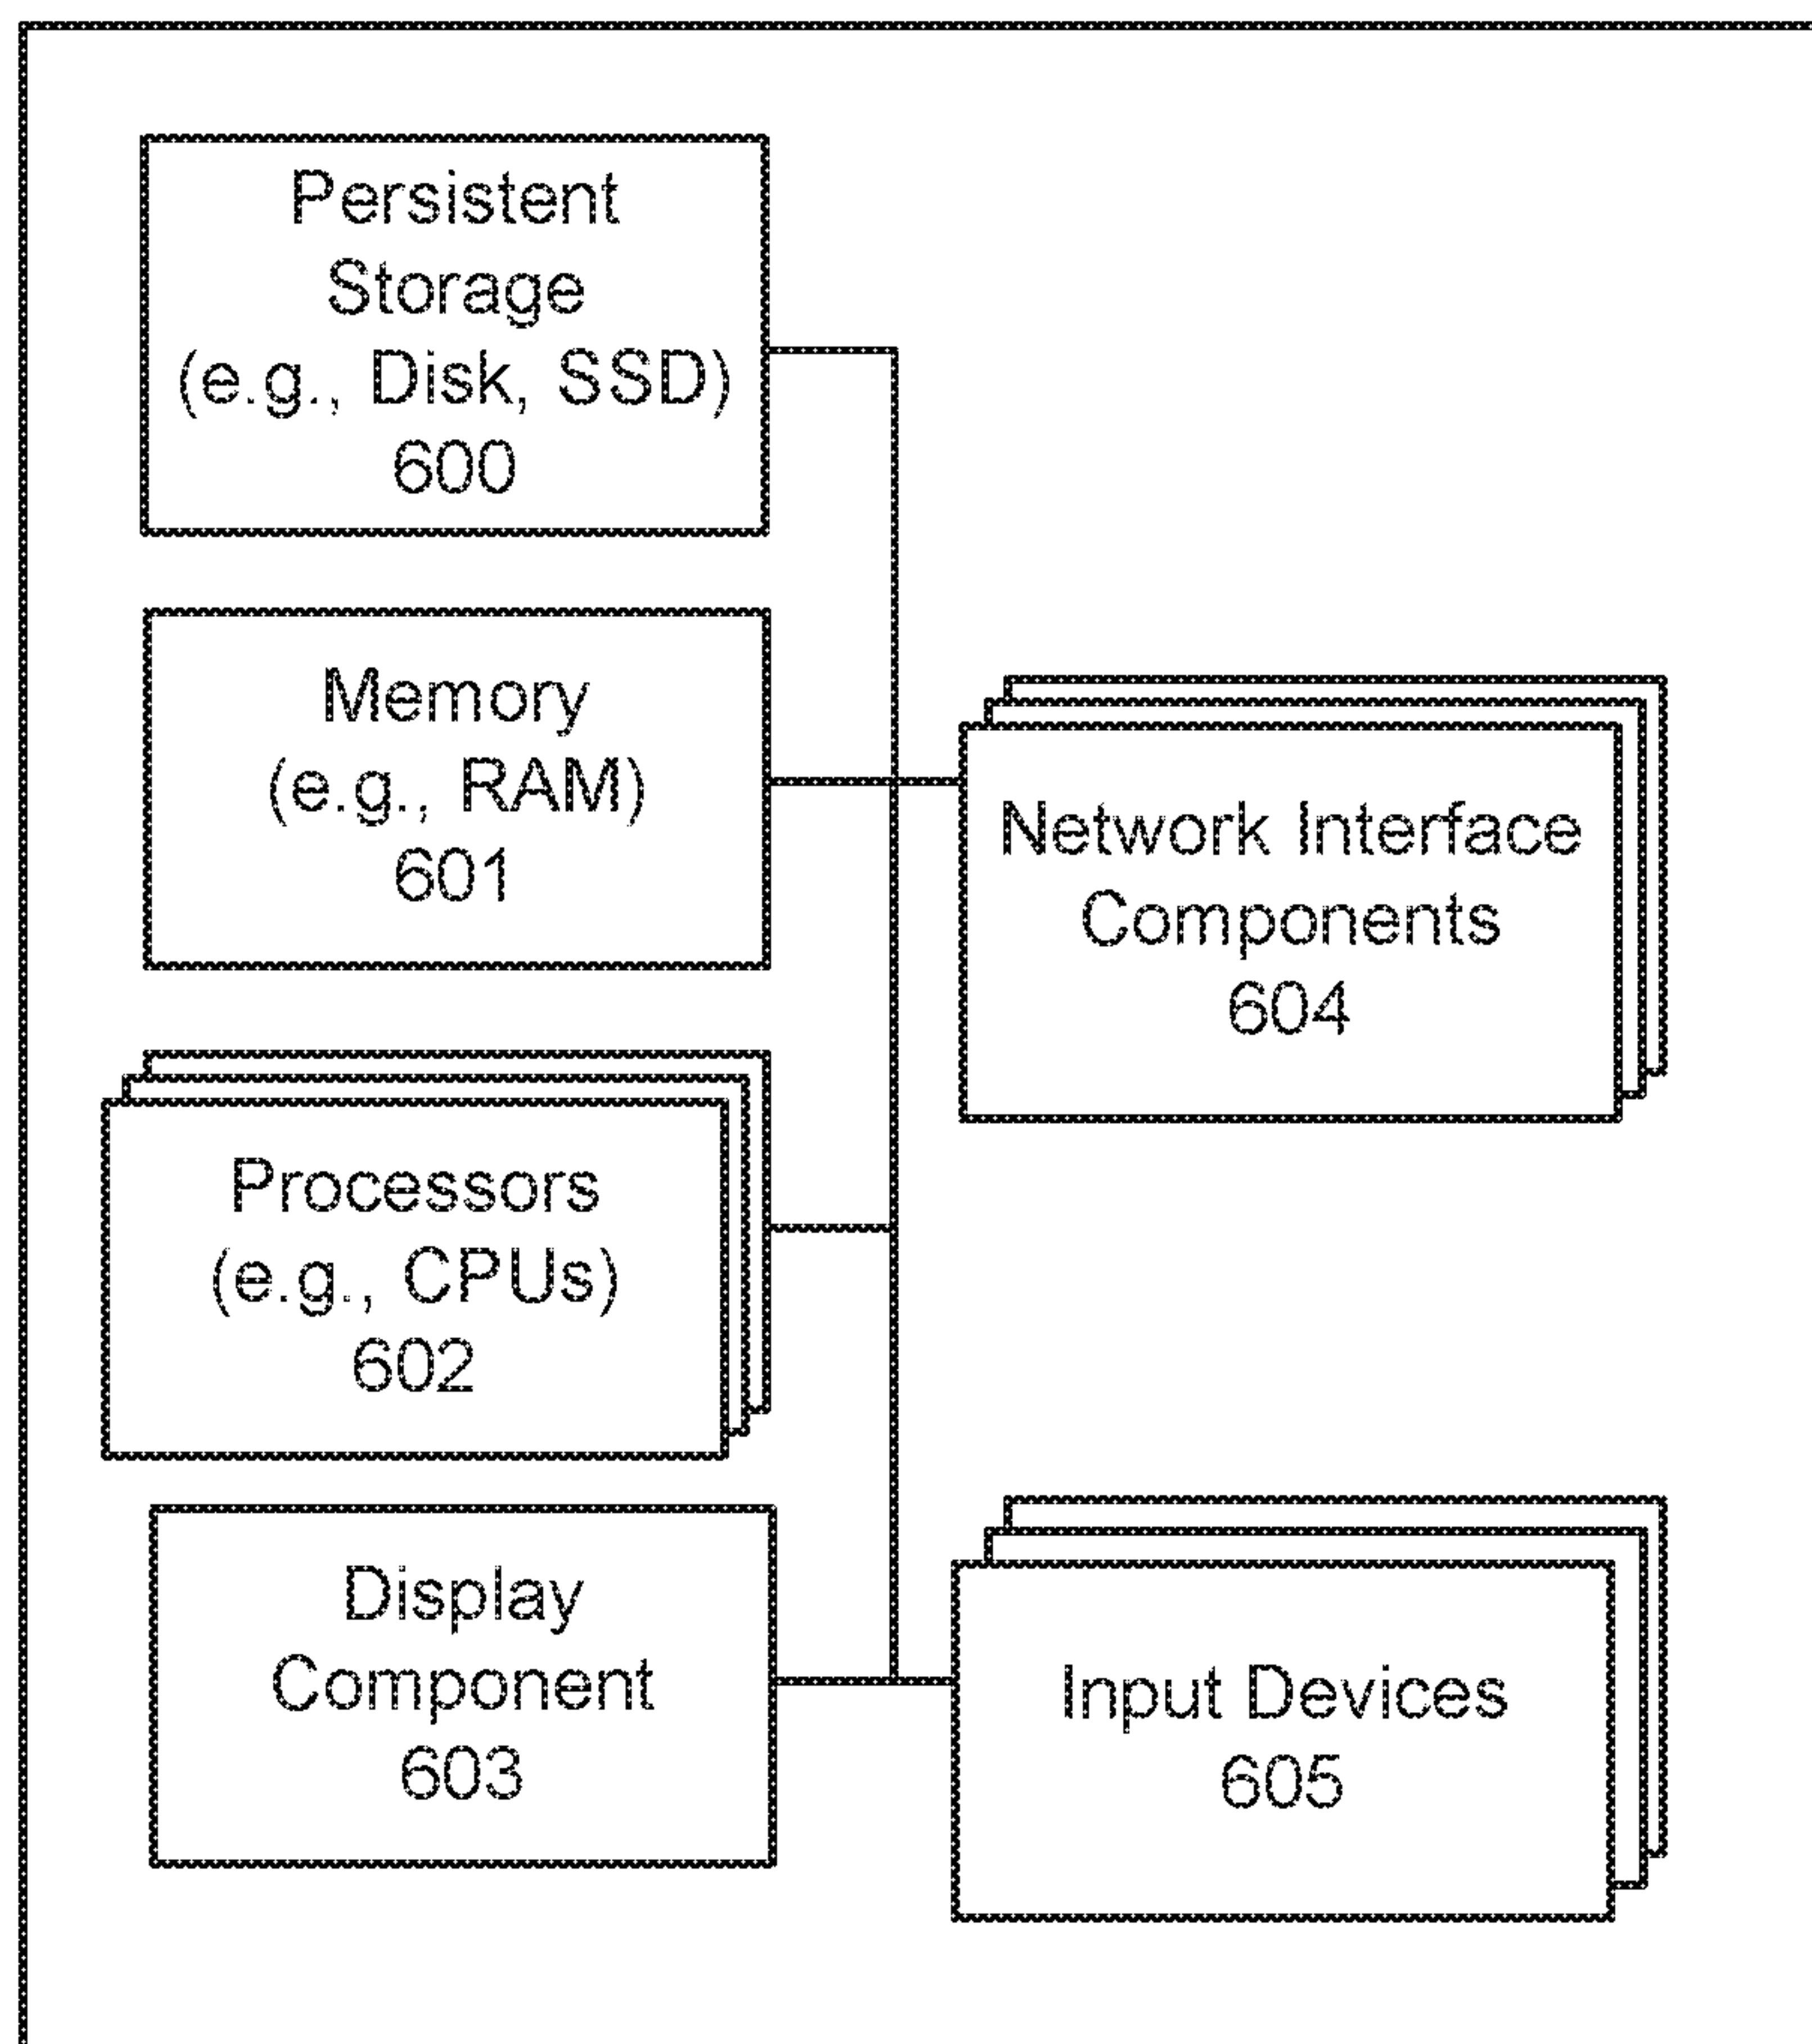 Persistent
Storage
(e.g., Disk, SSD)
600
Memory
(e.g., RAM)
601
Processors
(e.g., CPUs)
602
Display
Component
603
Network Interface
Components
604
Input Devices
605